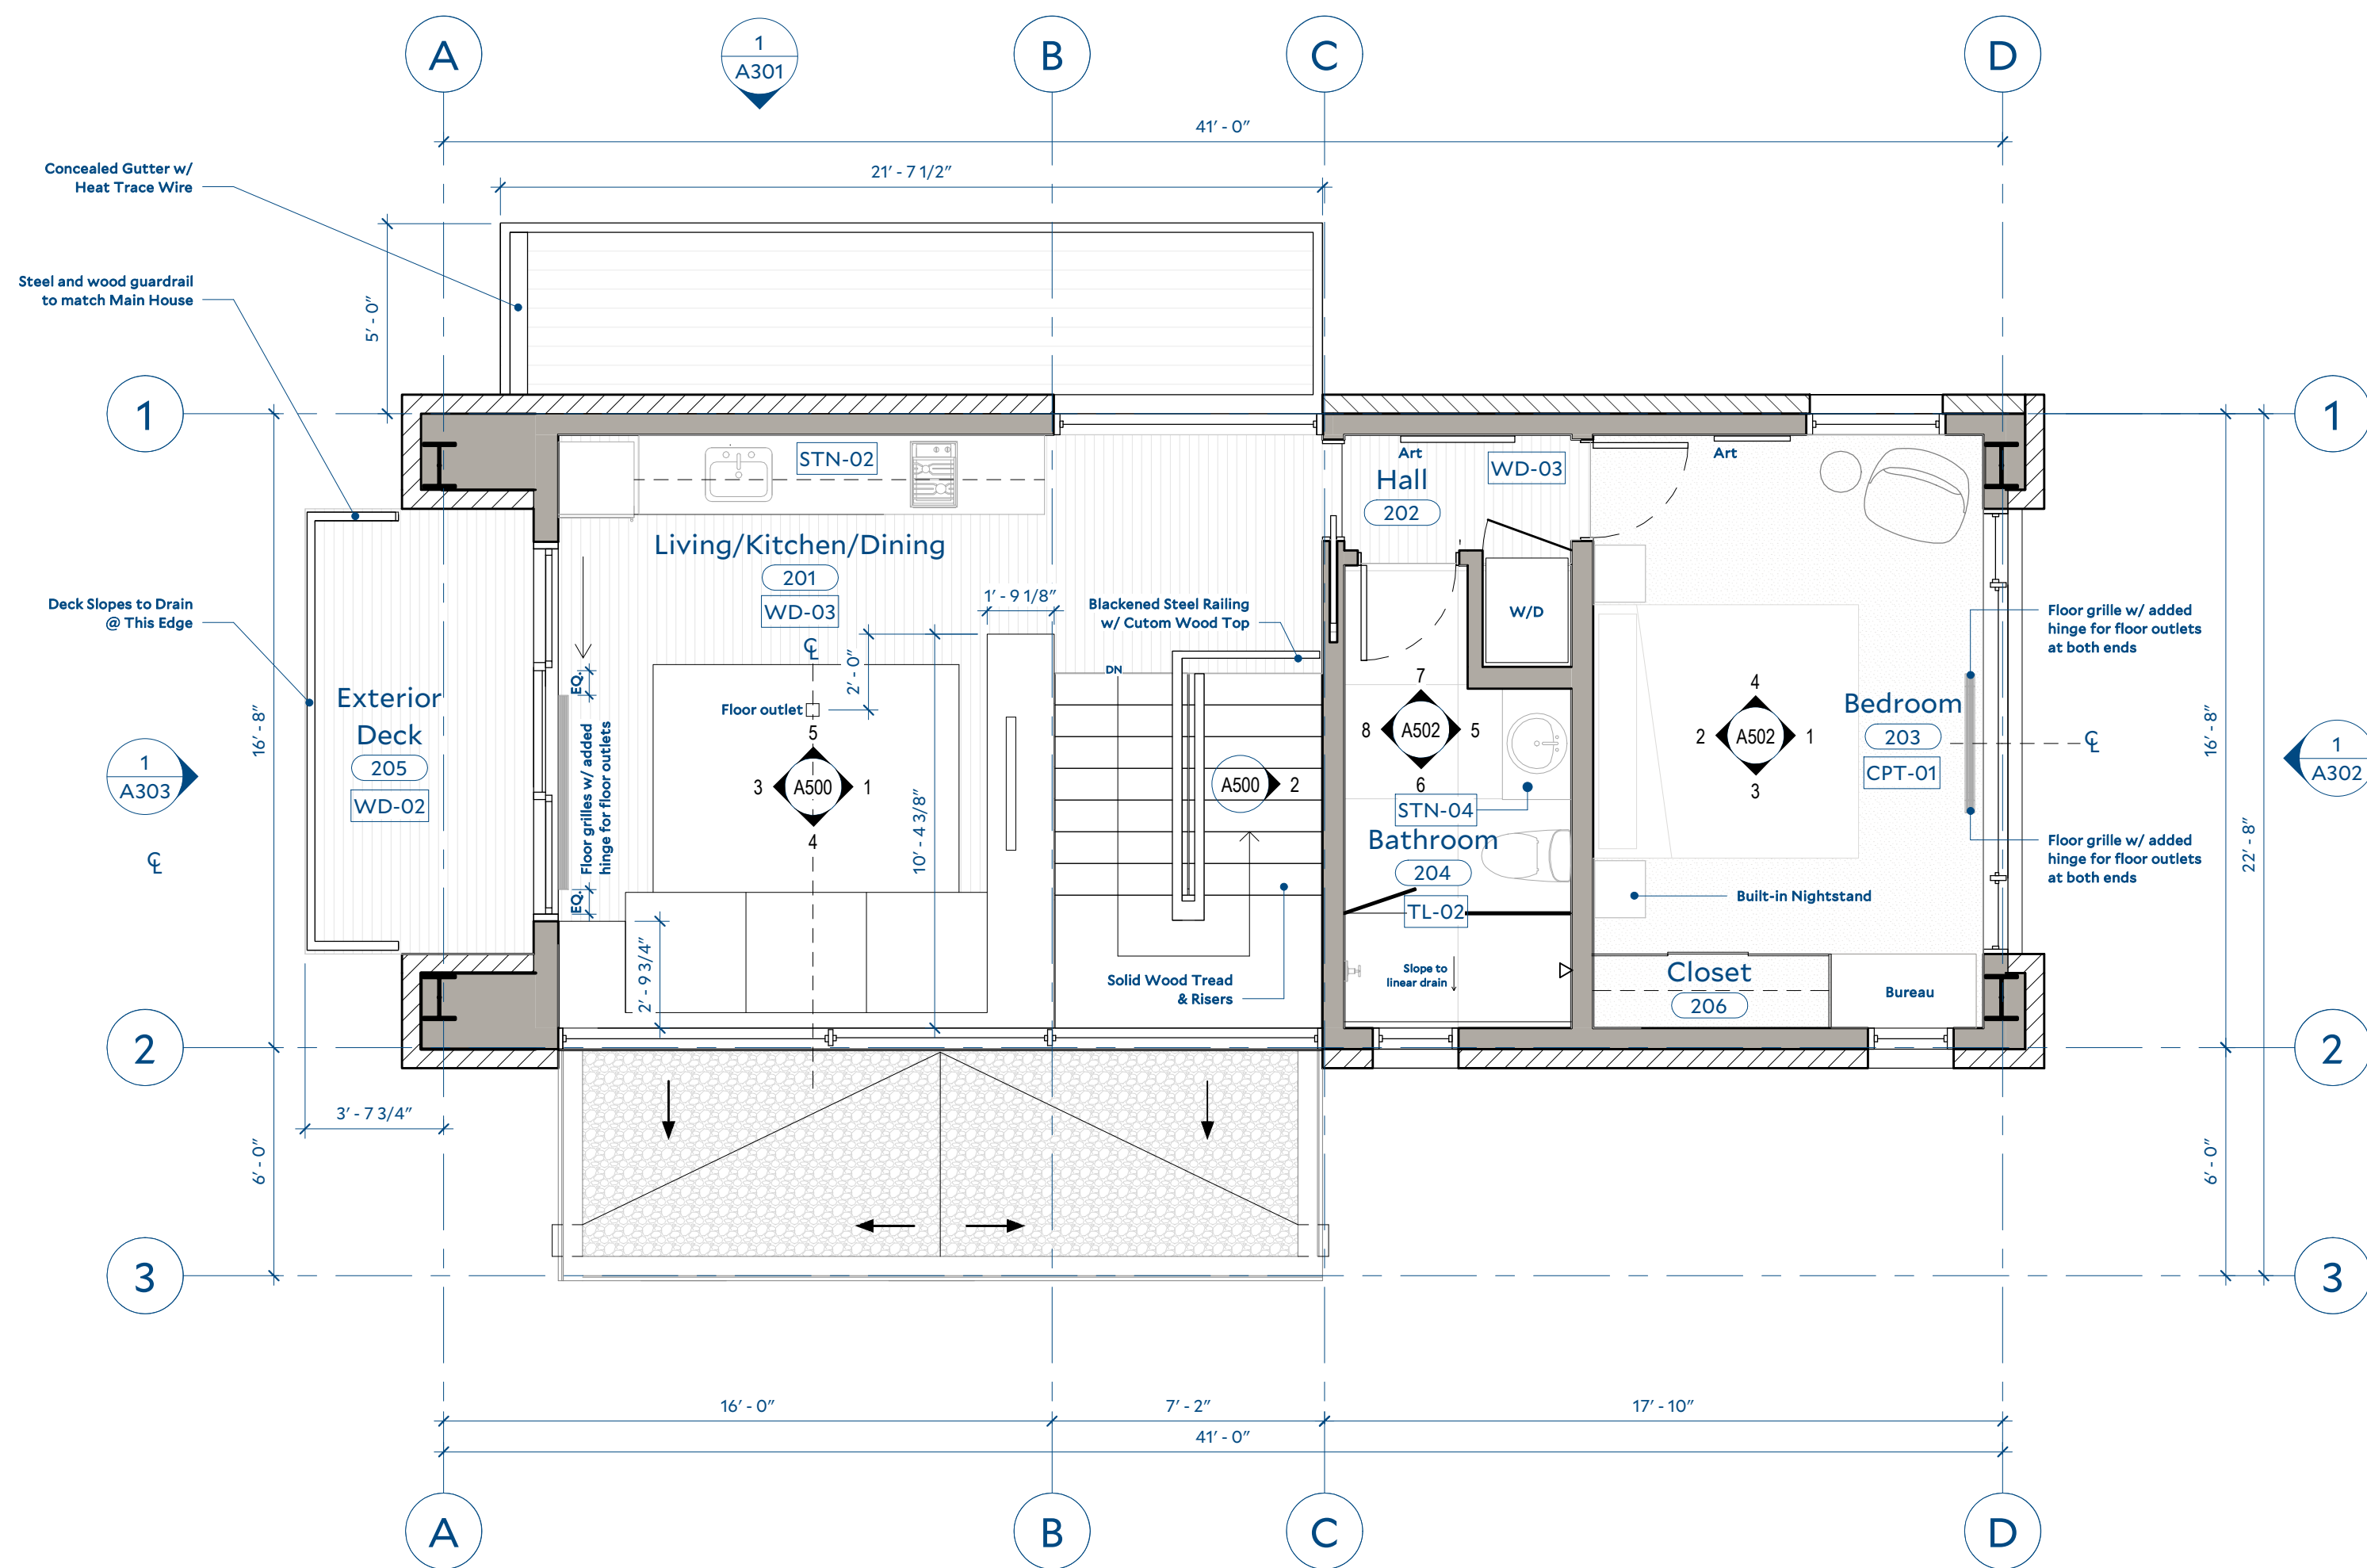 A
B
C
D
1
A301
41' - 0"
21' - 7 1/2"
Concealed Gutter w/
Heat Trace Wire
Steel and wood guardrail
to match Main House
5' - 0"
1
1
STN-02
Art
Hall
202
WD-03
Art
Living/Kitchen/Dining
201
WD-03
1' - 9 1/8"
Blackened Steel Railing
w/ Cutom Wood Top
W/D
Floor grille w/ added
hinge for floor outlets
at both ends
Deck Slopes to Drain
@ This Edge
CL
2' - 0"
DN
EQ.
Floor outlet
Exterior
Deck
205
WD-02
16' - 8"
1
A303
CL
Floor grilles w/ added
hinge for floor outlets
EQ.
5
3
A500
1
4
10' - 4 3/8"
A500
2
7
8
A502
5
6
STN-04
Bathroom
204
TL-02
4
2
A502
1
3
Bedroom
203
CPT-01
CL
16' - 8"
1
A302
22' - 8"
Floor grille w/ added
hinge for floor outlets
at both ends
Built-in Nightstand
2' - 9 3/4"
Solid Wood Tread
& Risers
Slope to
linear drain
Closet
206
Bureau
2
2
3' - 7 3/4"
6' - 0"
6' - 0"
3
3
16' - 0"
7' - 2"
17' - 10"
41' - 0"
A
B
C
D